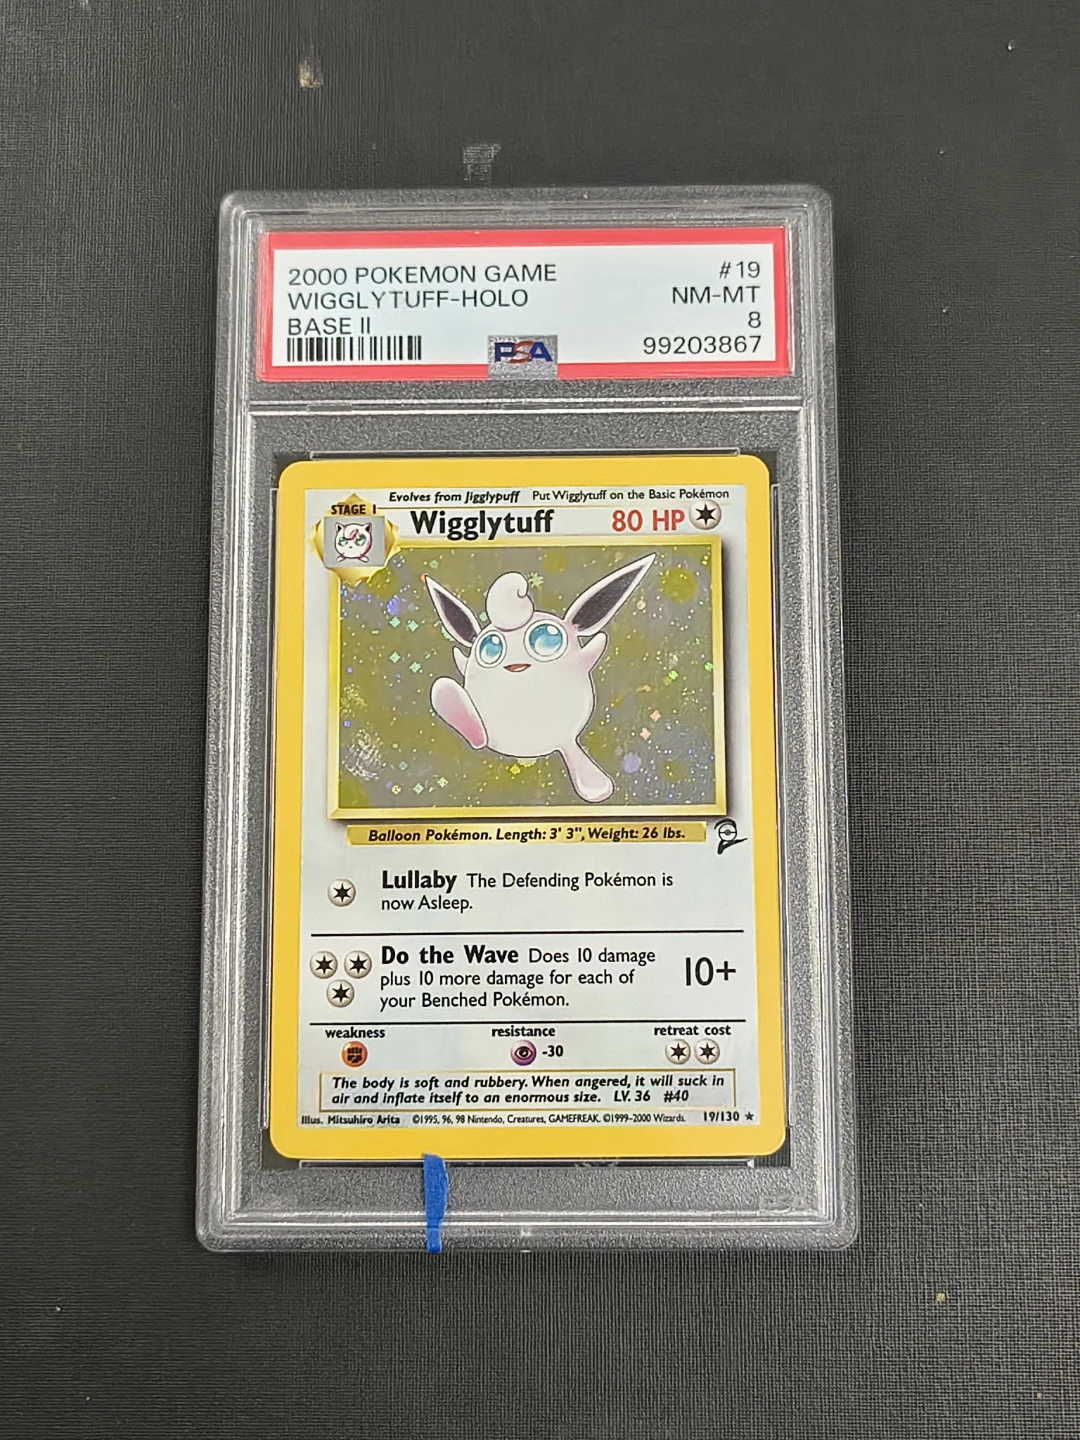 2000 POKEMON GAME #19
WIGGLYTUFF-HOLO NM-MT
BASE II 8
PSA 99203867
Evolves from Jigglypuff Put Wigglytuff on the Basic Pokémon
STAGE 1
Wigglytuff 80 HP
Balloon Pokémon. Length: 3' 3", Weight: 26 lbs.
Lullaby The Defending Pokémon is
now Asleep.
Do the Wave Does 10 damage
plus 10 more damage for each of
your Benched Pokémon.
10+
weakness resistance retreat cost
-30
The body is soft and rubbery. When angered, it will suck in
air and inflate itself to an enormous size. LV. 36 #40
Illus. Mitsuhiro Arita ©1995, 96, 98 Nintendo, Creatures, GAMEFREAK. ©1999-2000 Wizards. 19/130 ★